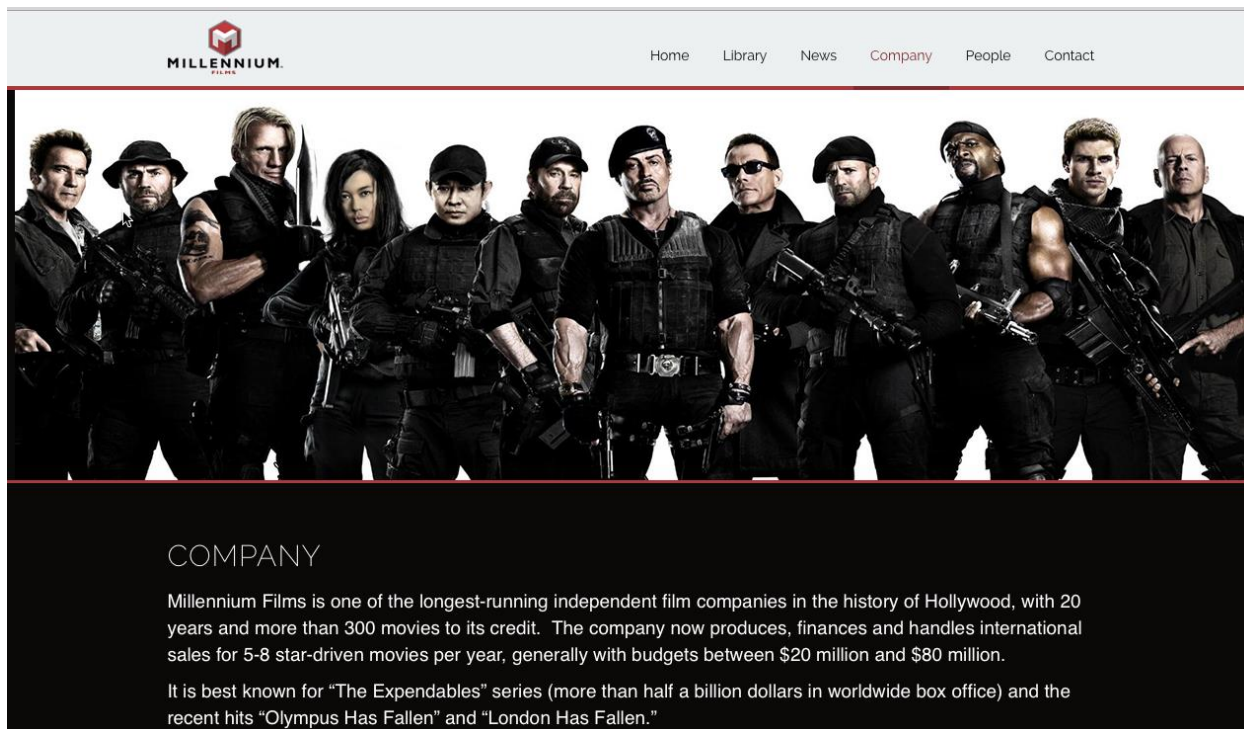 MILLENNIUM.
FILMS
Home Library News Company People Contact
COMPANY
Millennium Films is one of the longest-running independent film companies in the history of Hollywood, with 20
years and more than 300 movies to its credit.  The company now produces, finances and handles international
sales for 5-8 star-driven movies per year, generally with budgets between $20 million and $80 million.
It is best known for “The Expendables” series (more than half a billion dollars in worldwide box office) and the
recent hits “Olympus Has Fallen” and “London Has Fallen.”